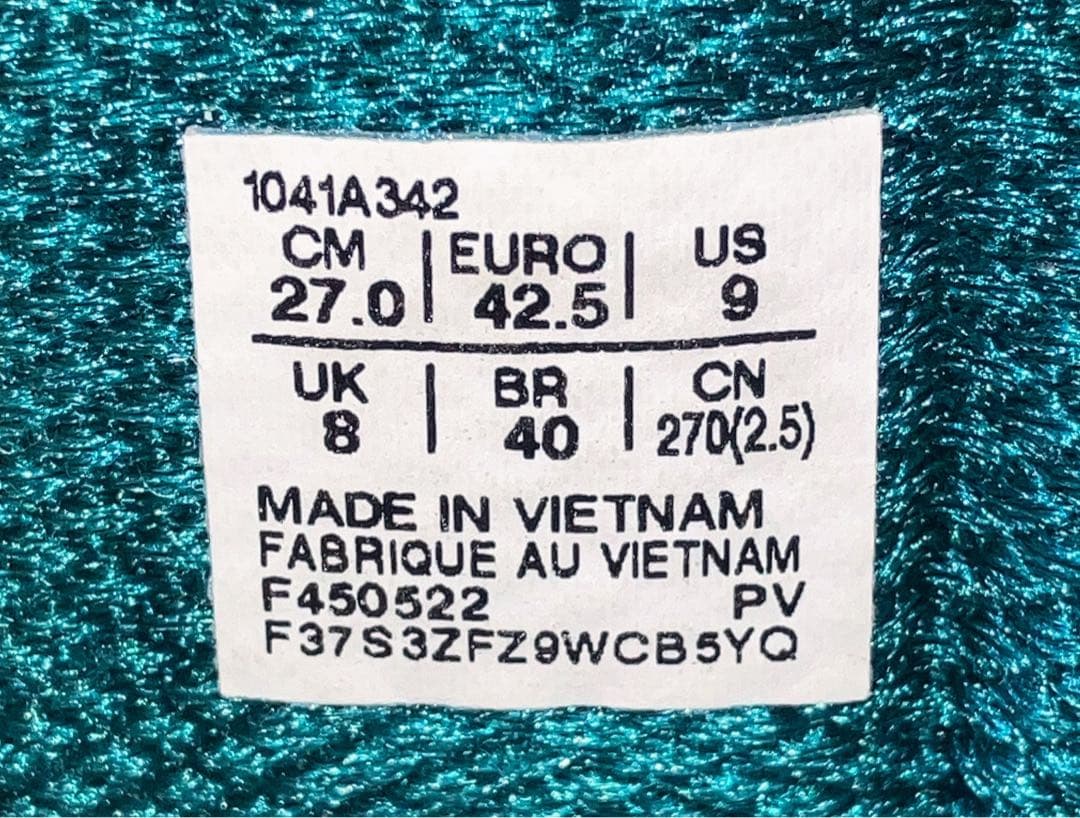 1041A342
CM | EURO | US
27.0 | 42.5 | 9
UK | BR | CN
8 | 40 | 270(2.5)
MADE IN VIETNAM
FABRIQUE AU VIETNAM
F450522 PV
F37S3ZFZ9WCB5YQ